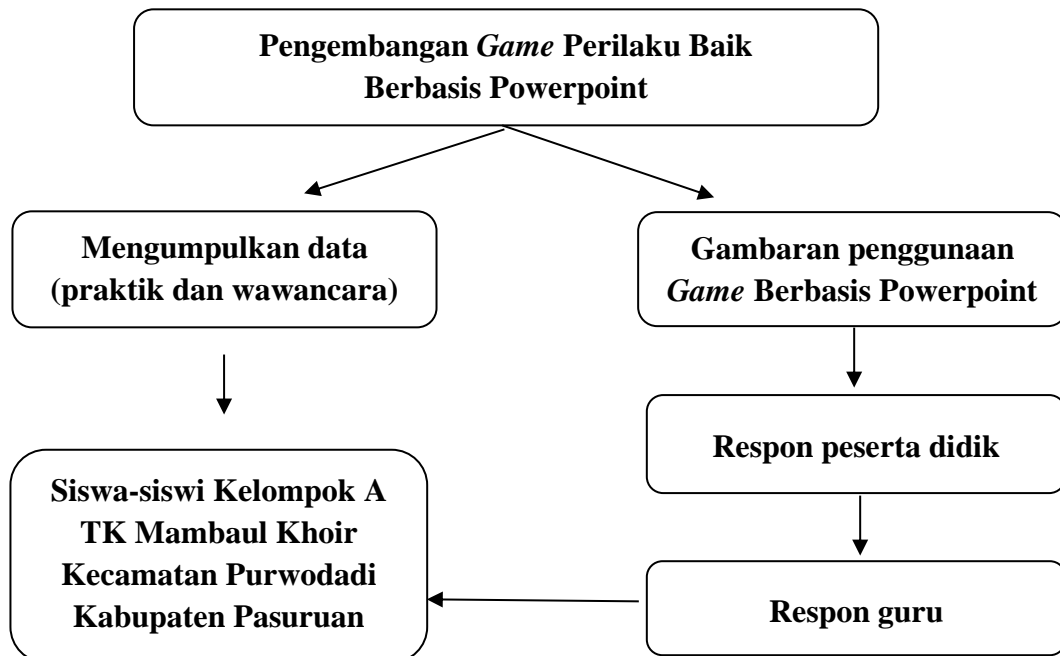 Pengembangan Game Perilaku Baik
Berbasis Powerpoint
Mengumpulkan data
(praktik dan wawancara)
Gambaran penggunaan
Game Berbasis Powerpoint
Respon peserta didik
Siswa-siswi Kelompok A
TK Mambaul Khoir
Kecamatan Purwodadi
Kabupaten Pasuruan
Respon guru